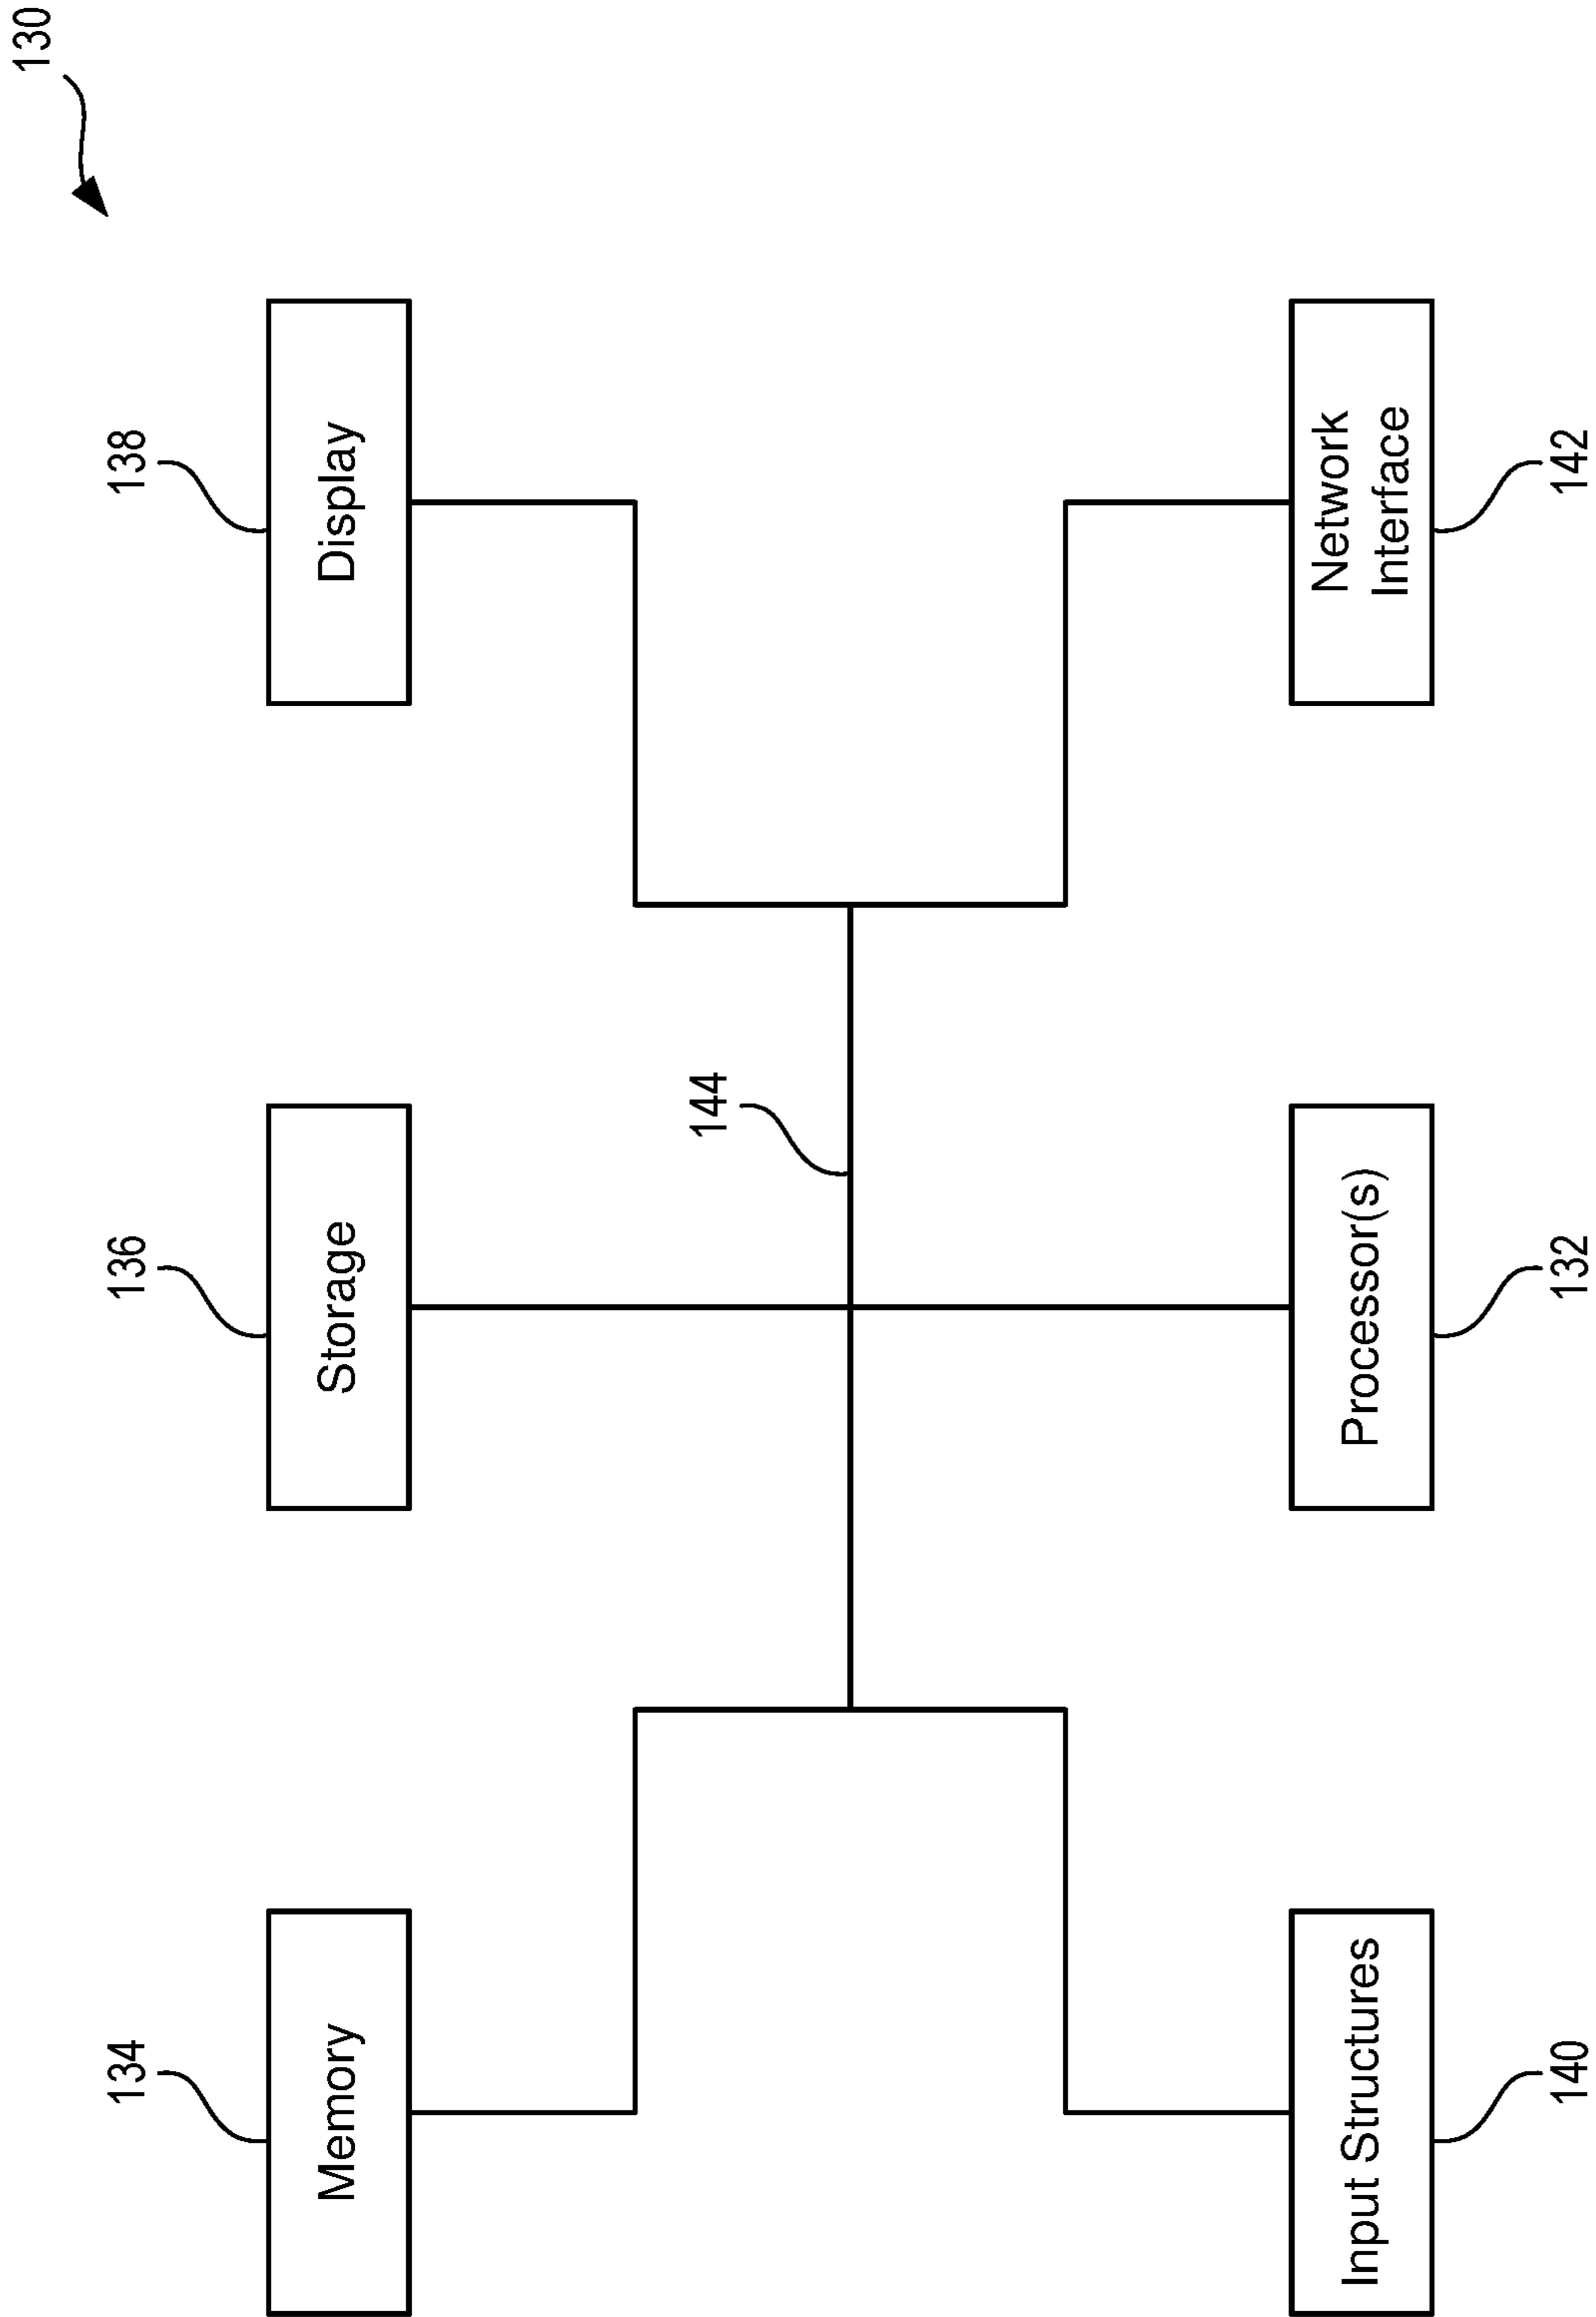 130
134
136
138
Memory
Storage
Display
144
Input Structures
Processor(s)
Network
Interface
140
132
142